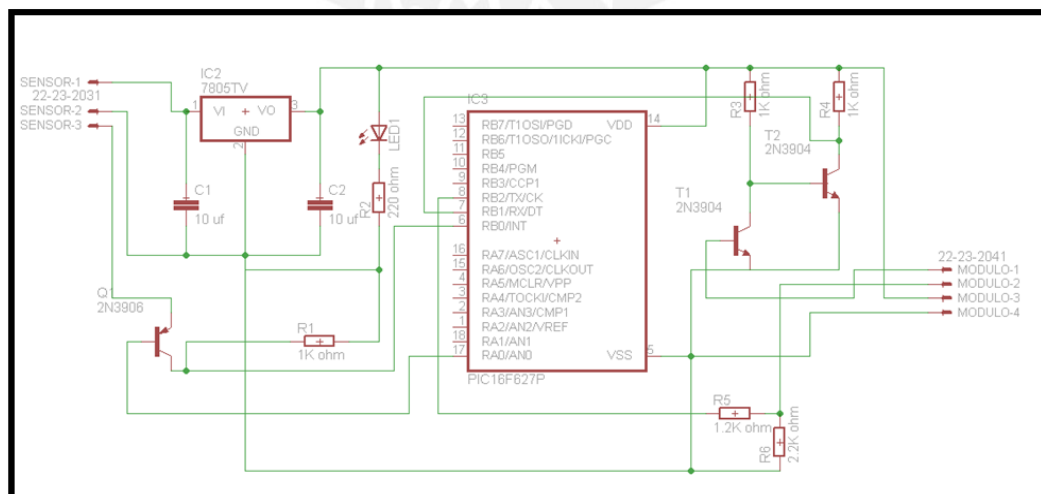 SENSOR-1
22-23-2031
SENSOR-2
SENSOR-3
IC2
7805TV
1
VI
VO
3
GND
2
C1
10 uf
C2
10 uf
LED1
R2
220 ohm
Q1
2N3906
R1
1K ohm
IC3
13
RB7/T1OSI/PGD
12
RB6/T1OSO/1ICKI/PGC
11
RB5
10
RB4/PGM
9
RB3/CCP1
8
RB2/TX/CK
7
RB1/RX/DT
6
RB0/INT
16
RA7/ASC1/CLKIN
15
RA6/OSC2/CLKOUT
4
RA5/MCLR/VPP
3
RA4/TOCKI/CMP2
2
RA3/AN3/CMP1
1
RA2/AN2/VREF
18
RA1/AN1
17
RA0/AN0
VDD
14
VSS
5
PIC16F627P
R3
1K ohm
R4
1K ohm
T2
2N3904
T1
2N3904
22-23-2041
MODULO-1
MODULO-2
MODULO-3
MODULO-4
R5
1.2K ohm
R6
2.2K ohm